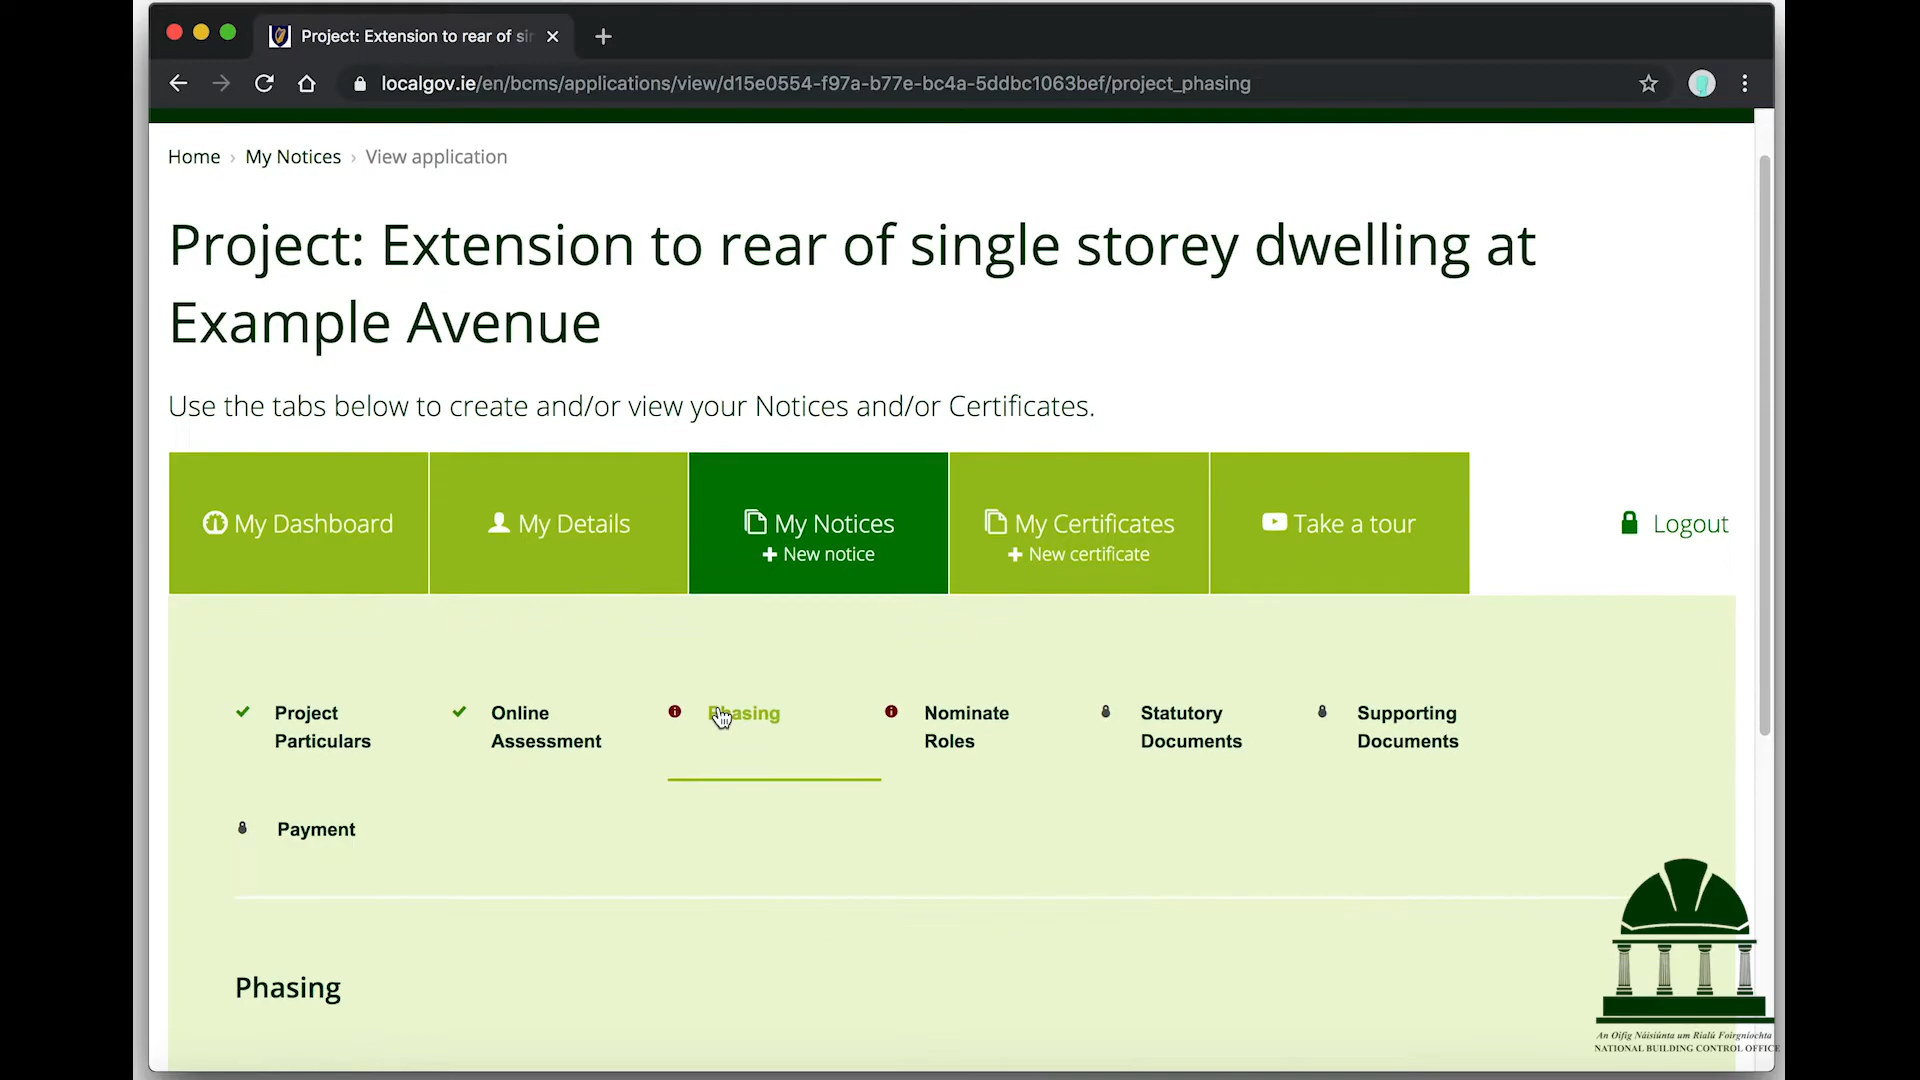 Project: Extension to rear of sin
localgov.ie/en/bcms/applications/view/d15e0554-f97a-b77e-bc4a-5ddbc1063bef/project_phasing
Home › My Notices › View application
Project: Extension to rear of single storey dwelling at
Example Avenue
Use the tabs below to create and/or view your Notices and/or Certificates.
My Dashboard
My Details
My Notices
+ New notice
My Certificates
+ New certificate
Take a tour
Logout
Project
Particulars
Online
Assessment
Phasing
Nominate
Roles
Statutory
Documents
Supporting
Documents
Payment
Phasing
An Oifig Náisiúnta um Rialú Foirgníochta
NATIONAL BUILDING CONTROL OFFICE